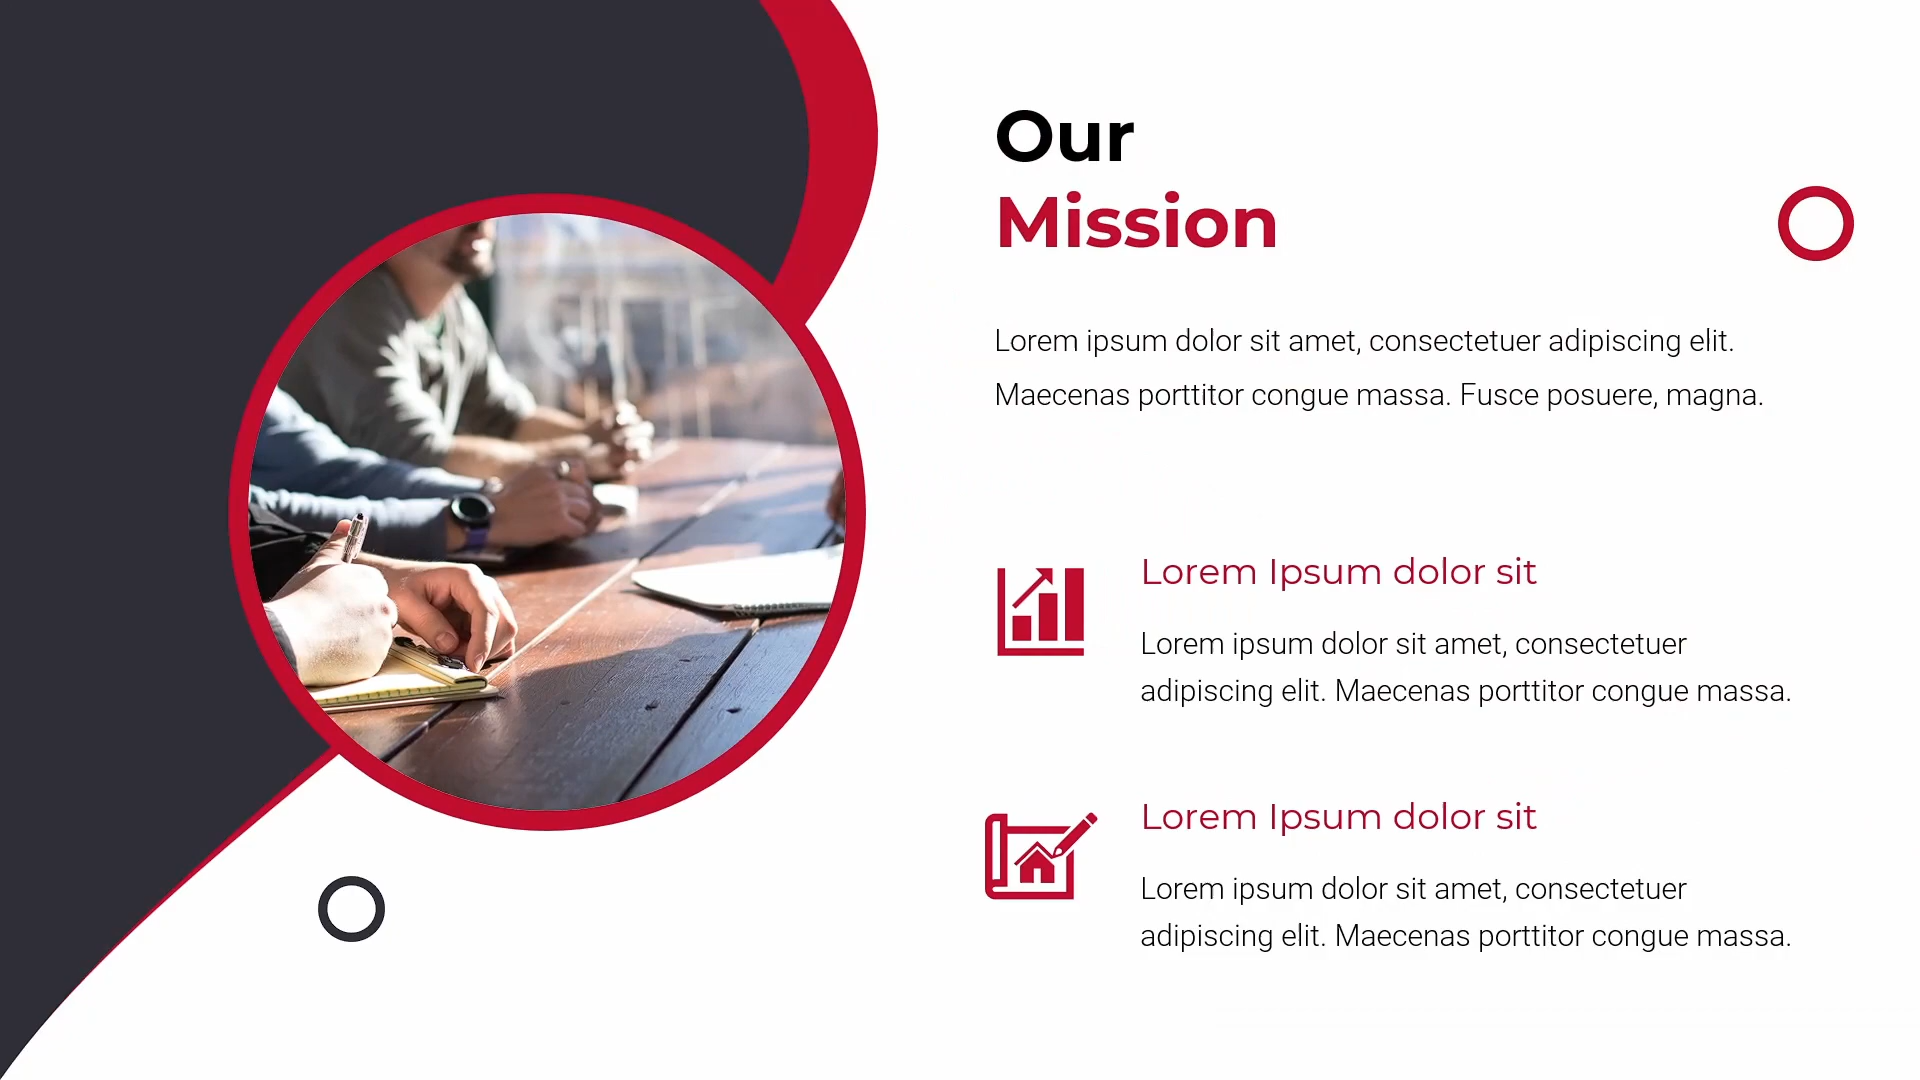 Our
Mission
Lorem ipsum dolor sit amet, consectetuer adipiscing elit.
Maecenas porttitor congue massa. Fusce posuere, magna.
Lorem Ipsum dolor sit
Lorem ipsum dolor sit amet, consectetuer
adipiscing elit. Maecenas porttitor congue massa.
Lorem Ipsum dolor sit
Lorem ipsum dolor sit amet, consectetuer
adipiscing elit. Maecenas porttitor congue massa.